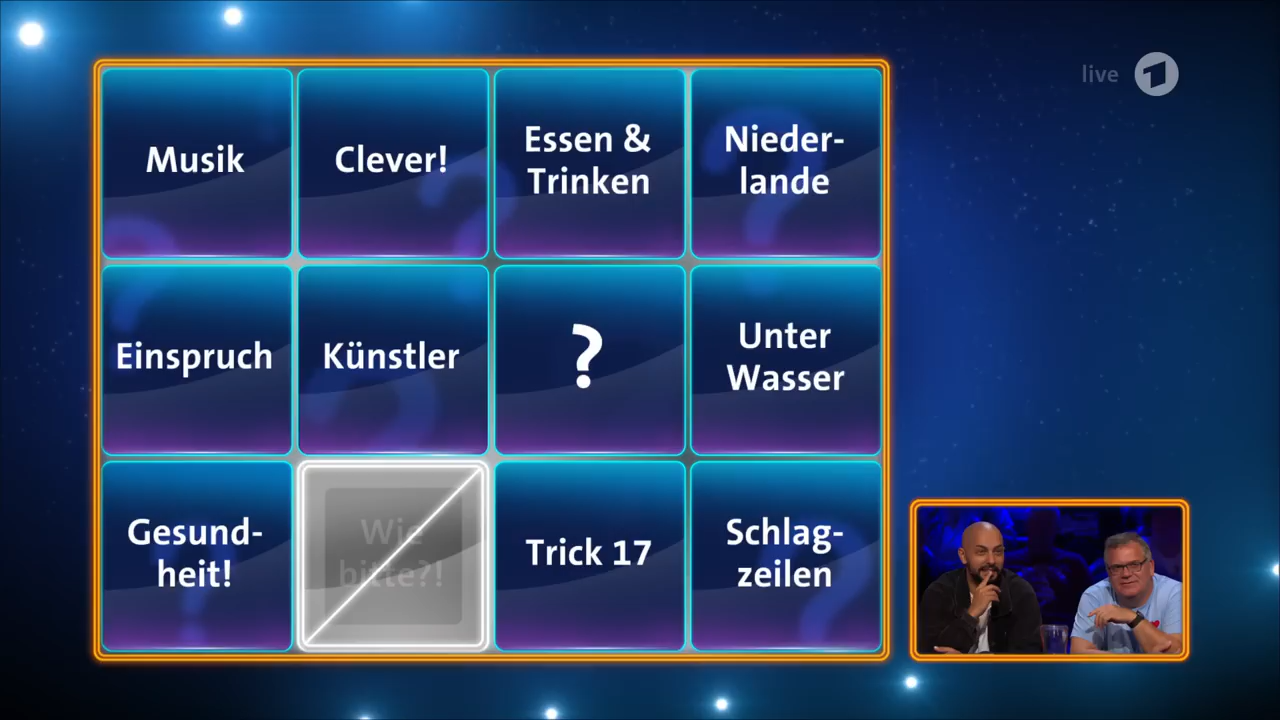 live 1
Musik
Clever!
Essen &
Trinken
Nieder-
lande
Einspruch
Künstler
?
Unter
Wasser
Gesund-
heit!
Wie
bitte?!
Trick 17
Schlag-
zeilen